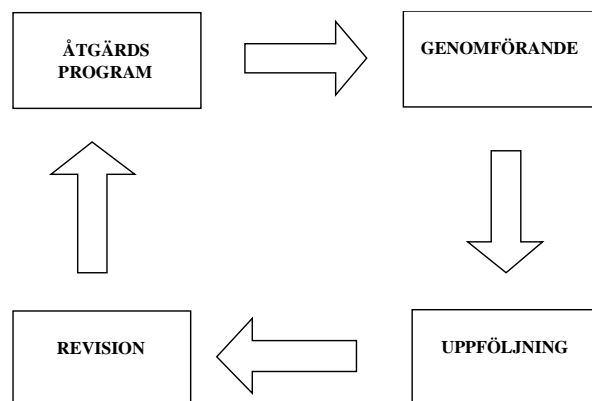 ÅTGÄRDS
PROGRAM
GENOMFÖRANDE
REVISION
UPPFÖLJNING